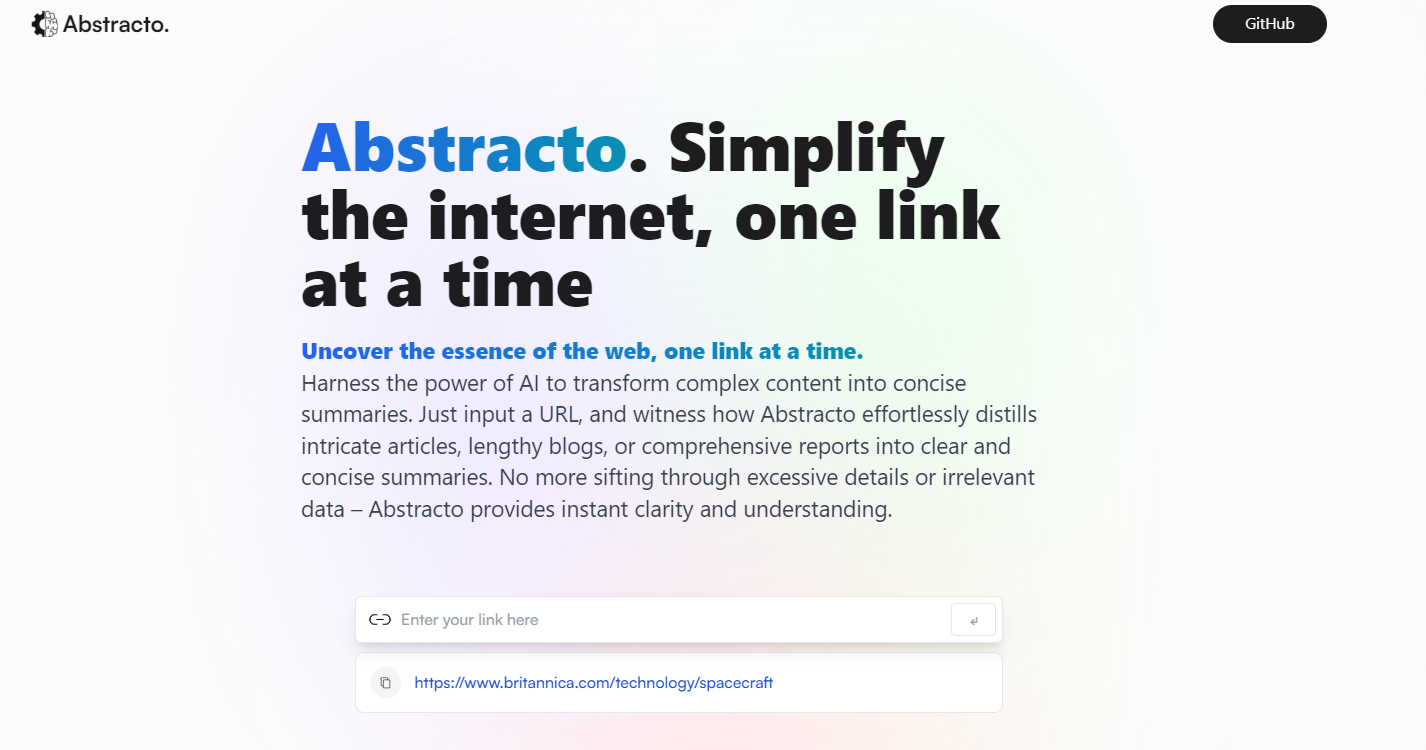 Abstracto.
GitHub
Abstracto. Simplify
the internet, one link
at a time
Uncover the essence of the web, one link at a time.
Harness the power of AI to transform complex content into concise
summaries. Just input a URL, and witness how Abstracto effortlessly distills
intricate articles, lengthy blogs, or comprehensive reports into clear and
concise summaries. No more sifting through excessive details or irrelevant
data – Abstracto provides instant clarity and understanding.
Enter your link here
https://www.britannica.com/technology/spacecraft